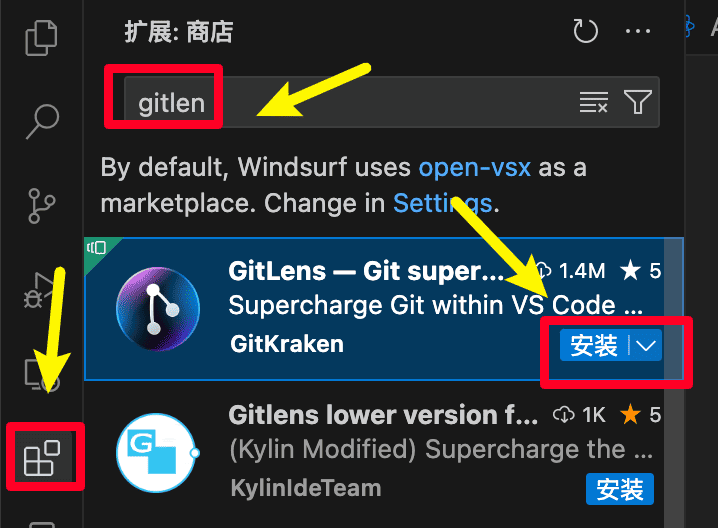 扩展: 商店
gitlen
By default, Windsurf uses open-vsx as a
marketplace. Change in Settings.
GitLens — Git super... 1.4M ★ 5
Supercharge Git within VS Code ...
GitKraken 安装
Gitlens lower version f... 1K ★ 5
(Kylin Modified) Supercharge the ...
KylinIdeTeam 安装